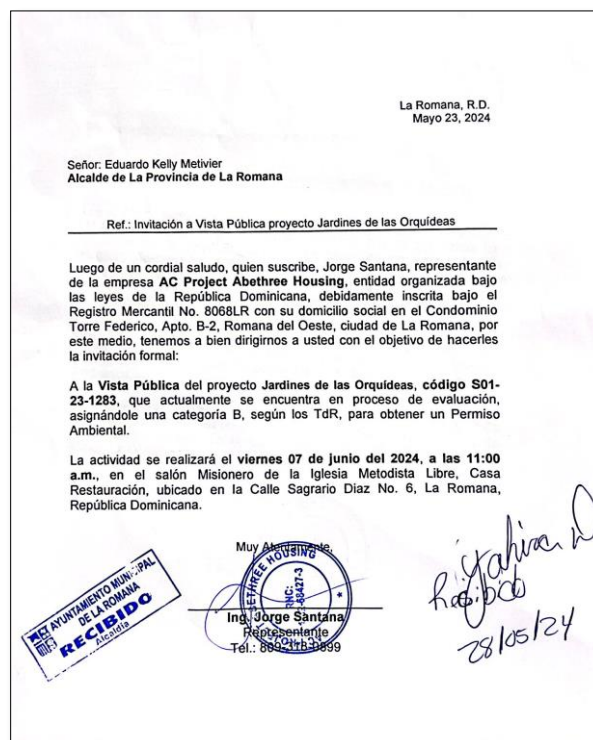 La Romana, R.D.
Mayo 23, 2024
Señor: Eduardo Kelly Metivier
Alcalde de La Provincia de La Romana
Ref.: Invitación a Vista Pública proyecto Jardines de las Orquídeas
Luego de un cordial saludo, quien suscribe, Jorge Santana, representante
de la empresa AC Project Abethree Housing, entidad organizada bajo
las leyes de la República Dominicana, debidamente inscrita bajo el
Registro Mercantil No. 8068LR con su domicilio social en el Condominio
Torre Federico, Apto. B-2, Romana del Oeste, ciudad de La Romana, por
este medio, tenemos a bien dirigirnos a usted con el objetivo de hacerles
la invitación formal:
A la Vista Pública del proyecto Jardines de las Orquídeas, código S01-
23-1283, que actualmente se encuentra en proceso de evaluación,
asignándole una categoría B, según los TdR, para obtener un Permiso
Ambiental.
La actividad se realizará el viernes 07 de junio del 2024, a las 11:00
a.m., en el salón Misionero de la Iglesia Metodista Libre, Casa
Restauración, ubicado en la Calle Sagrario Diaz No. 6, La Romana,
República Dominicana.
Muy Atentamente,
HOUSING
RNC:
Ing. Jorge Santana
Representante
Tel.:
AYUNTAMIENTO MUNICIPAL
DE LA ROMANA
RECIBIDO
Alcaldía
Recibido
28/05/24